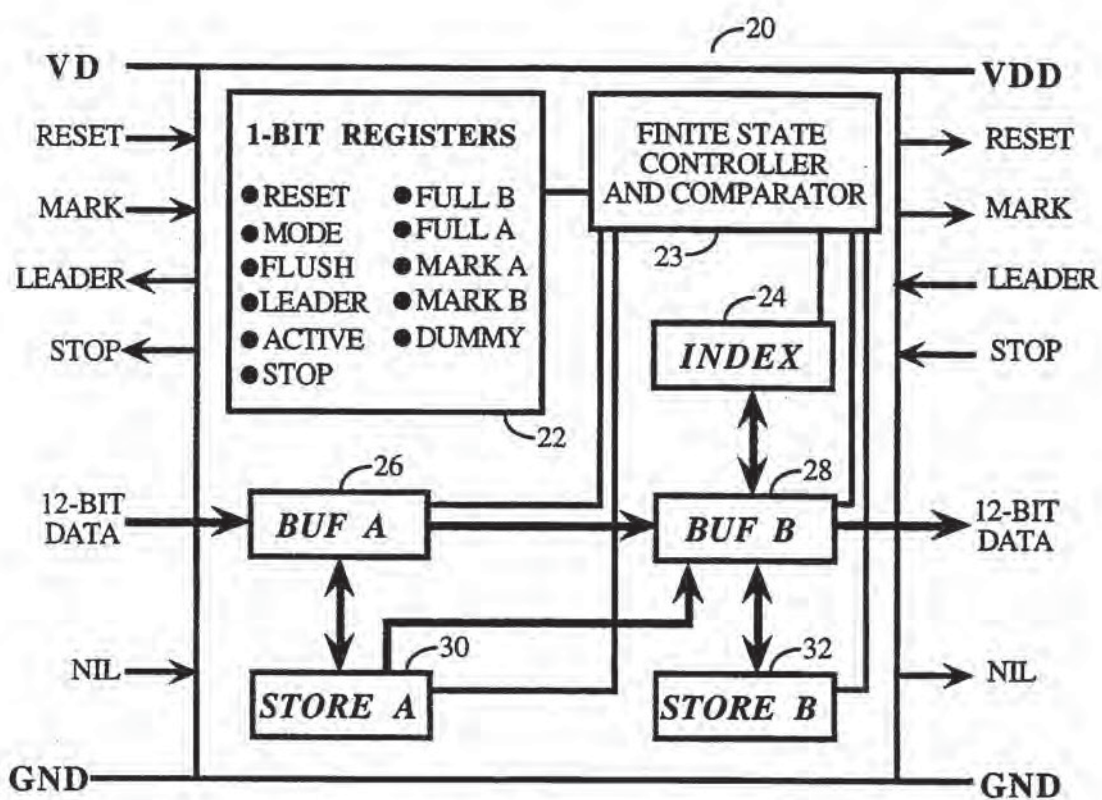 20
VD
VDD
RESET
MARK
LEADER
STOP
12-BIT
DATA
NIL
GND
1-BIT REGISTERS
●RESET
●MODE
●FLUSH
●LEADER
●ACTIVE
●STOP
●FULL B
●FULL A
●MARK A
●MARK B
●DUMMY
22
FINITE STATE
CONTROLLER
AND COMPARATOR
23
24
INDEX
26
BUF A
28
BUF B
30
STORE A
32
STORE B
RESET
MARK
LEADER
STOP
12-BIT
DATA
NIL
GND